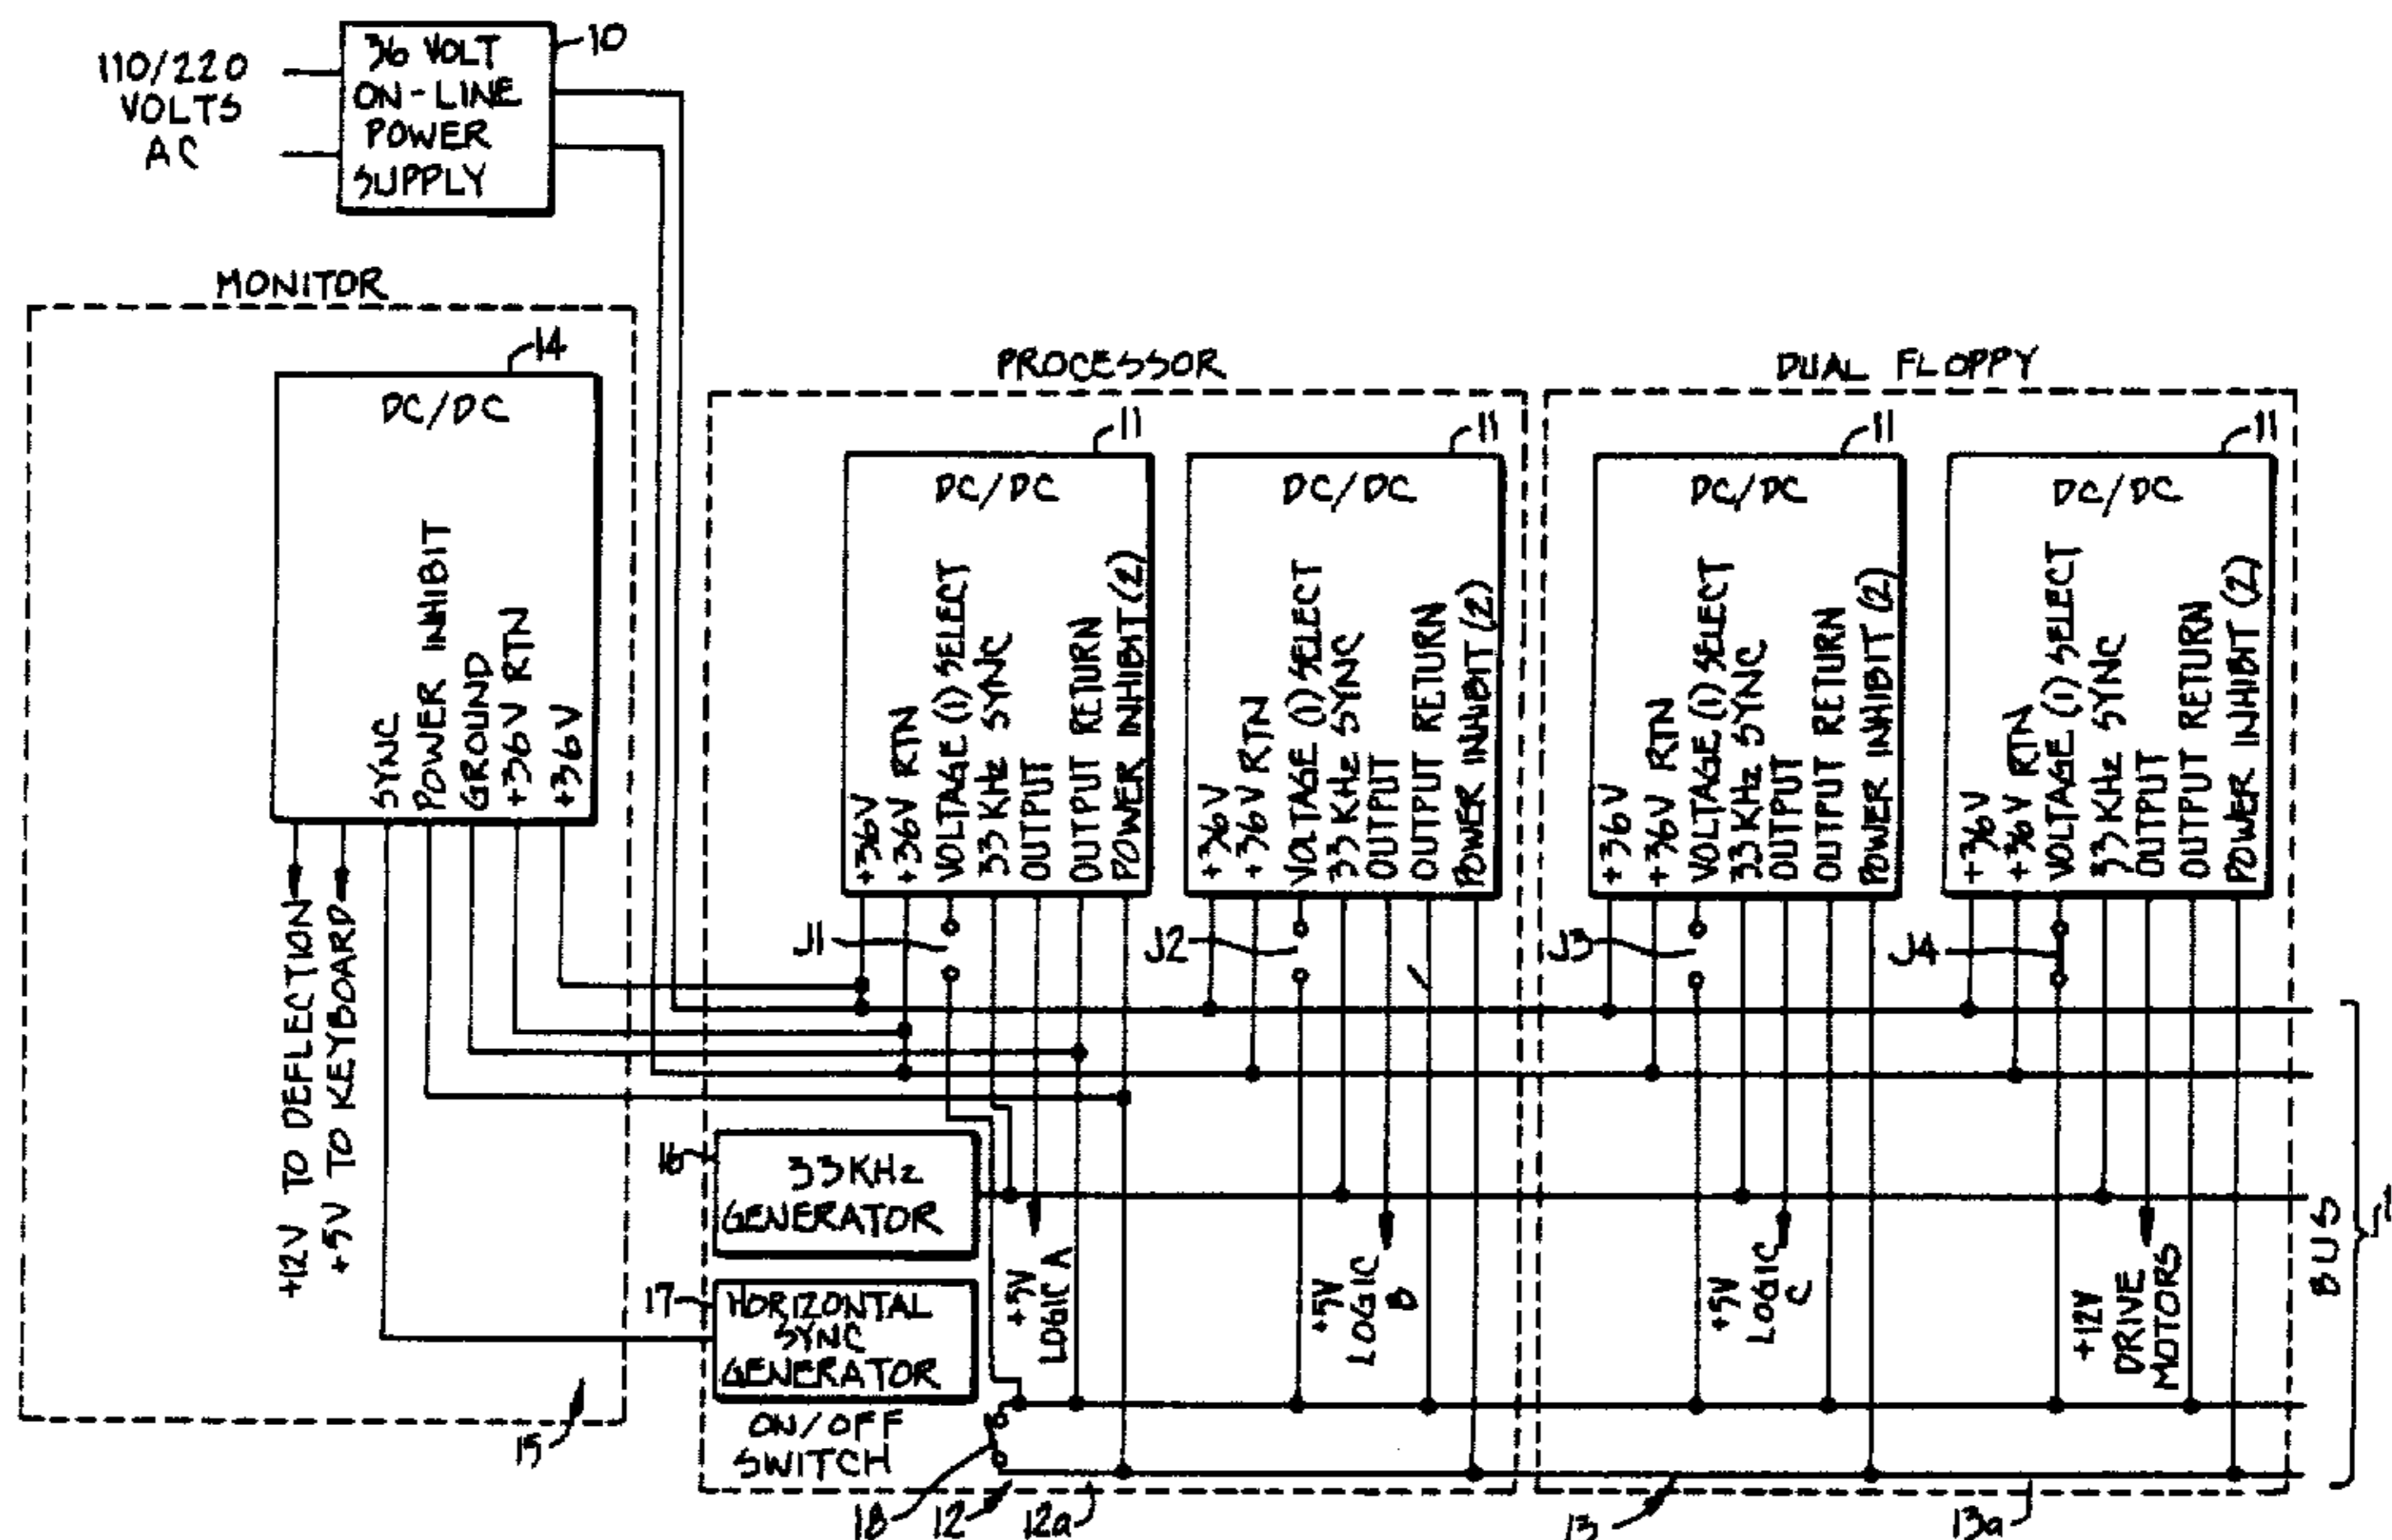 110/220
VOLTS
AC
36 VOLT
ON-LINE
POWER
SUPPLY
10
MONITOR
14
DC/DC
SYNC
POWER INHIBIT
GROUND
+36V RTN
+36V
+12V TO DEFLECTION
+5V TO KEYBOARD
15
PROCESSOR
11
DC/DC
+36V
+36V RTN
VOLTAGE (1) SELECT
33 KHz SYNC
OUTPUT
OUTPUT RETURN
POWER INHIBIT (2)
J1
11
DC/DC
+36V
+36V RTN
VOLTAGE (1) SELECT
33 KHz SYNC
OUTPUT
OUTPUT RETURN
POWER INHIBIT (2)
J2
33 KHz
GENERATOR
17
HORIZONTAL
SYNC
GENERATOR
ON/OFF
SWITCH
18
12
12a
+5V
LOGIC A
+5V
LOGIC
B
DUAL FLOPPY
11
DC/DC
+36V
+36V RTN
VOLTAGE (1) SELECT
33 KHz SYNC
OUTPUT
OUTPUT RETURN
POWER INHIBIT (2)
J3
11
DC/DC
+36V
+36V RTN
VOLTAGE (1) SELECT
33 KHz SYNC
OUTPUT
OUTPUT RETURN
POWER INHIBIT (2)
J4
+5V
LOGIC
C
+12V
DRIVE
MOTORS
13
13a
BUS